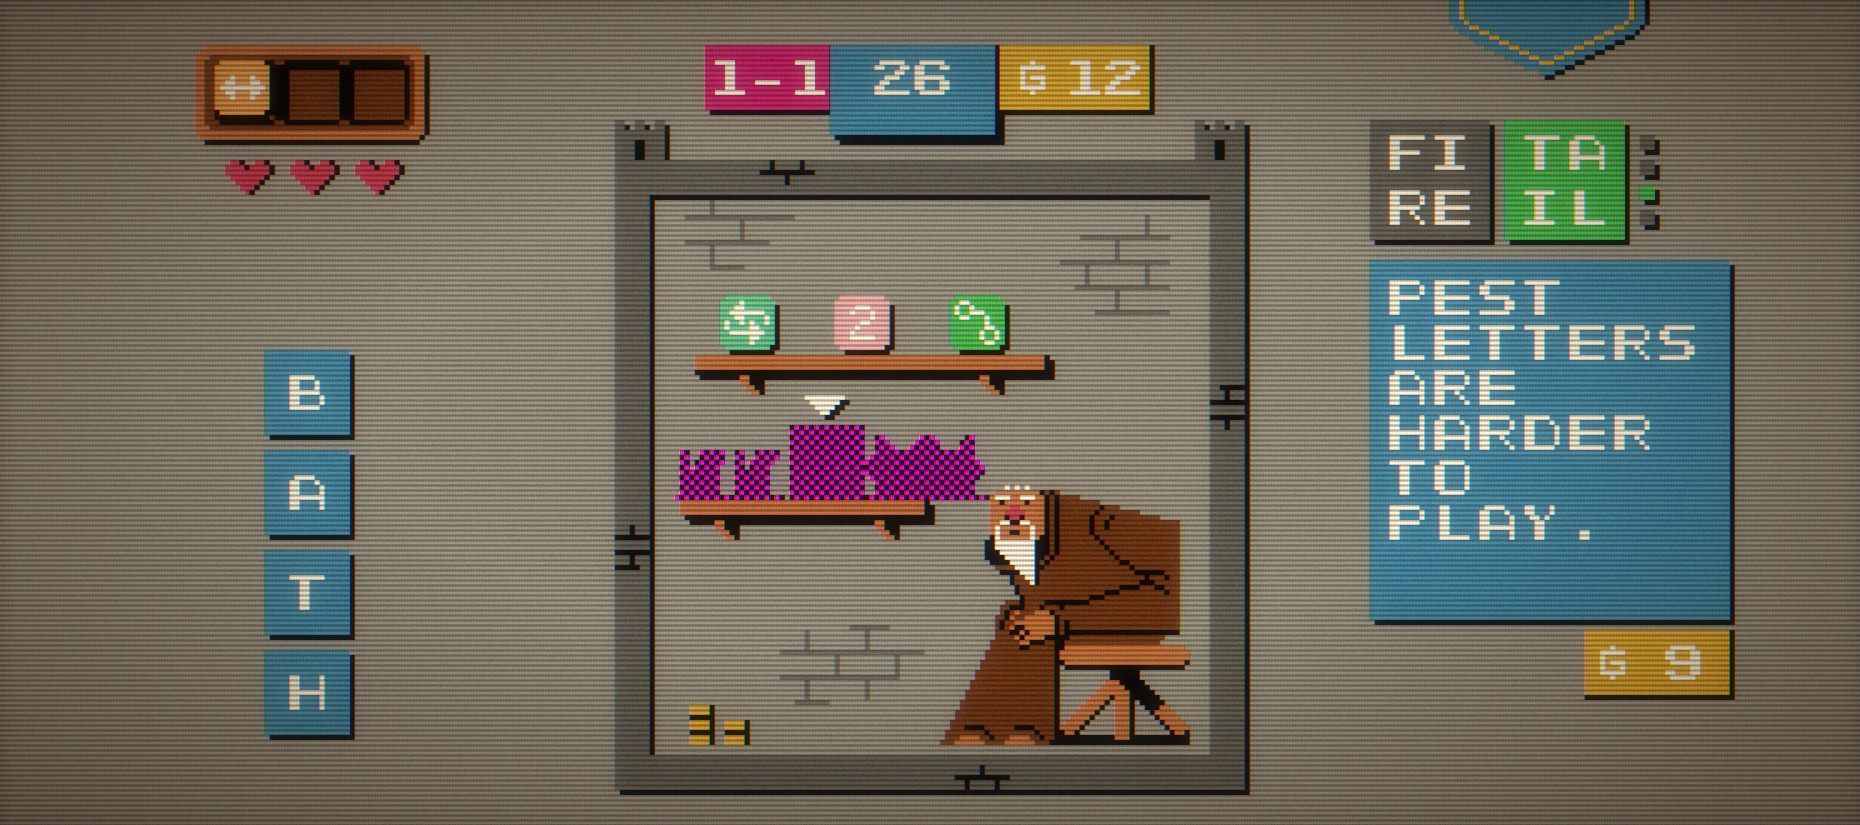 1-1 26 G 12
FI TA
RE IL
2
PEST
LETTERS
ARE
HARDER
TO
PLAY.
B
A
T
H
G 9